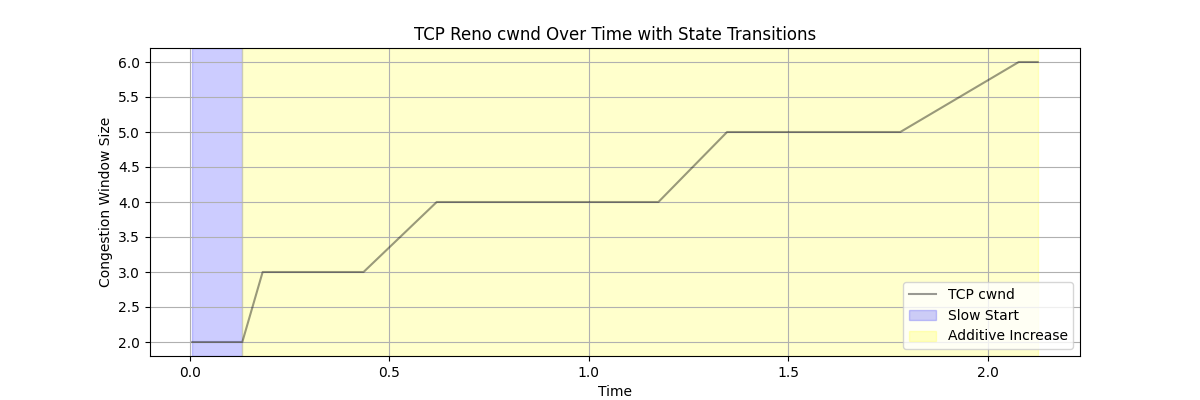 TCP Reno cwnd Over Time with State Transitions
Congestion Window Size
6.0
5.5
5.0
4.5
4.0
3.5
3.0
2.5
2.0
0.0 0.5 1.0 1.5 2.0
Time
TCP cwnd
Slow Start
Additive Increase